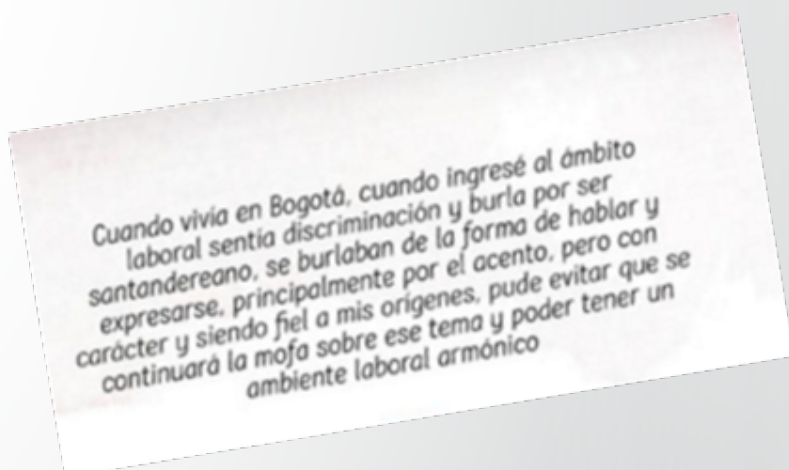 Cuando vivía en Bogotá, cuando ingresé al ámbito
laboral sentía discriminación y burla por ser
santandereano, se burlaban de la forma de hablar y
expresarse, principalmente por el acento, pero con
carácter y siendo fiel a mis orígenes, pude evitar que se
continuará la mofa sobre ese tema y poder tener un
ambiente laboral armónico